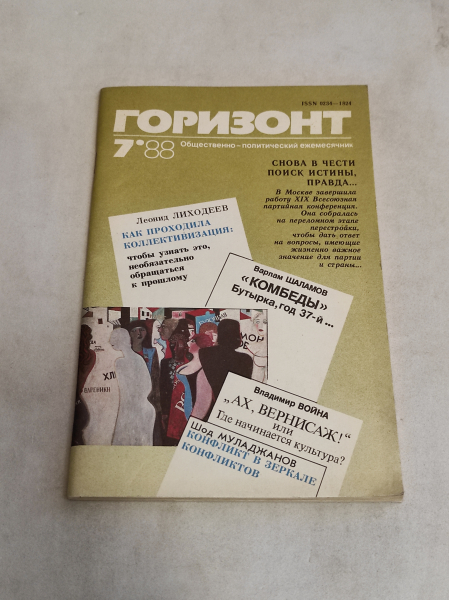 ISSN 0236—1924
ГОРИЗОНТ
7•88
Общественно-политический ежемесячник
СНОВА В ЧЕСТИ
ПОИСК ИСТИНЫ,
ПРАВДА...
В Москве завершила
работу XIX Всесоюзная
партийная конференция.
Она собралась
на переломном этапе
перестройки,
чтобы дать ответ
на вопросы, имеющие
жизненно важное
значение для партии
и страны...
Леонид ЛИХОДЕЕВ
КАК ПРОХОДИЛА
КОЛЛЕКТИВИЗАЦИЯ:
чтобы узнать это,
необязательно
обращаться
к прошлому
Варлам ШАЛАМОВ
«КОМБЕДЫ»
Бутырка, год 37-й...
ХЛ
ВАРЕНИКИ
Владимир ВОЙНА
„АХ, ВЕРНИСАЖ!“
или
Где начинается культура?
Шод МУЛАДЖАНОВ
КОНФЛИКТ В ЗЕРКАЛЕ
КОНФЛИКТОВ